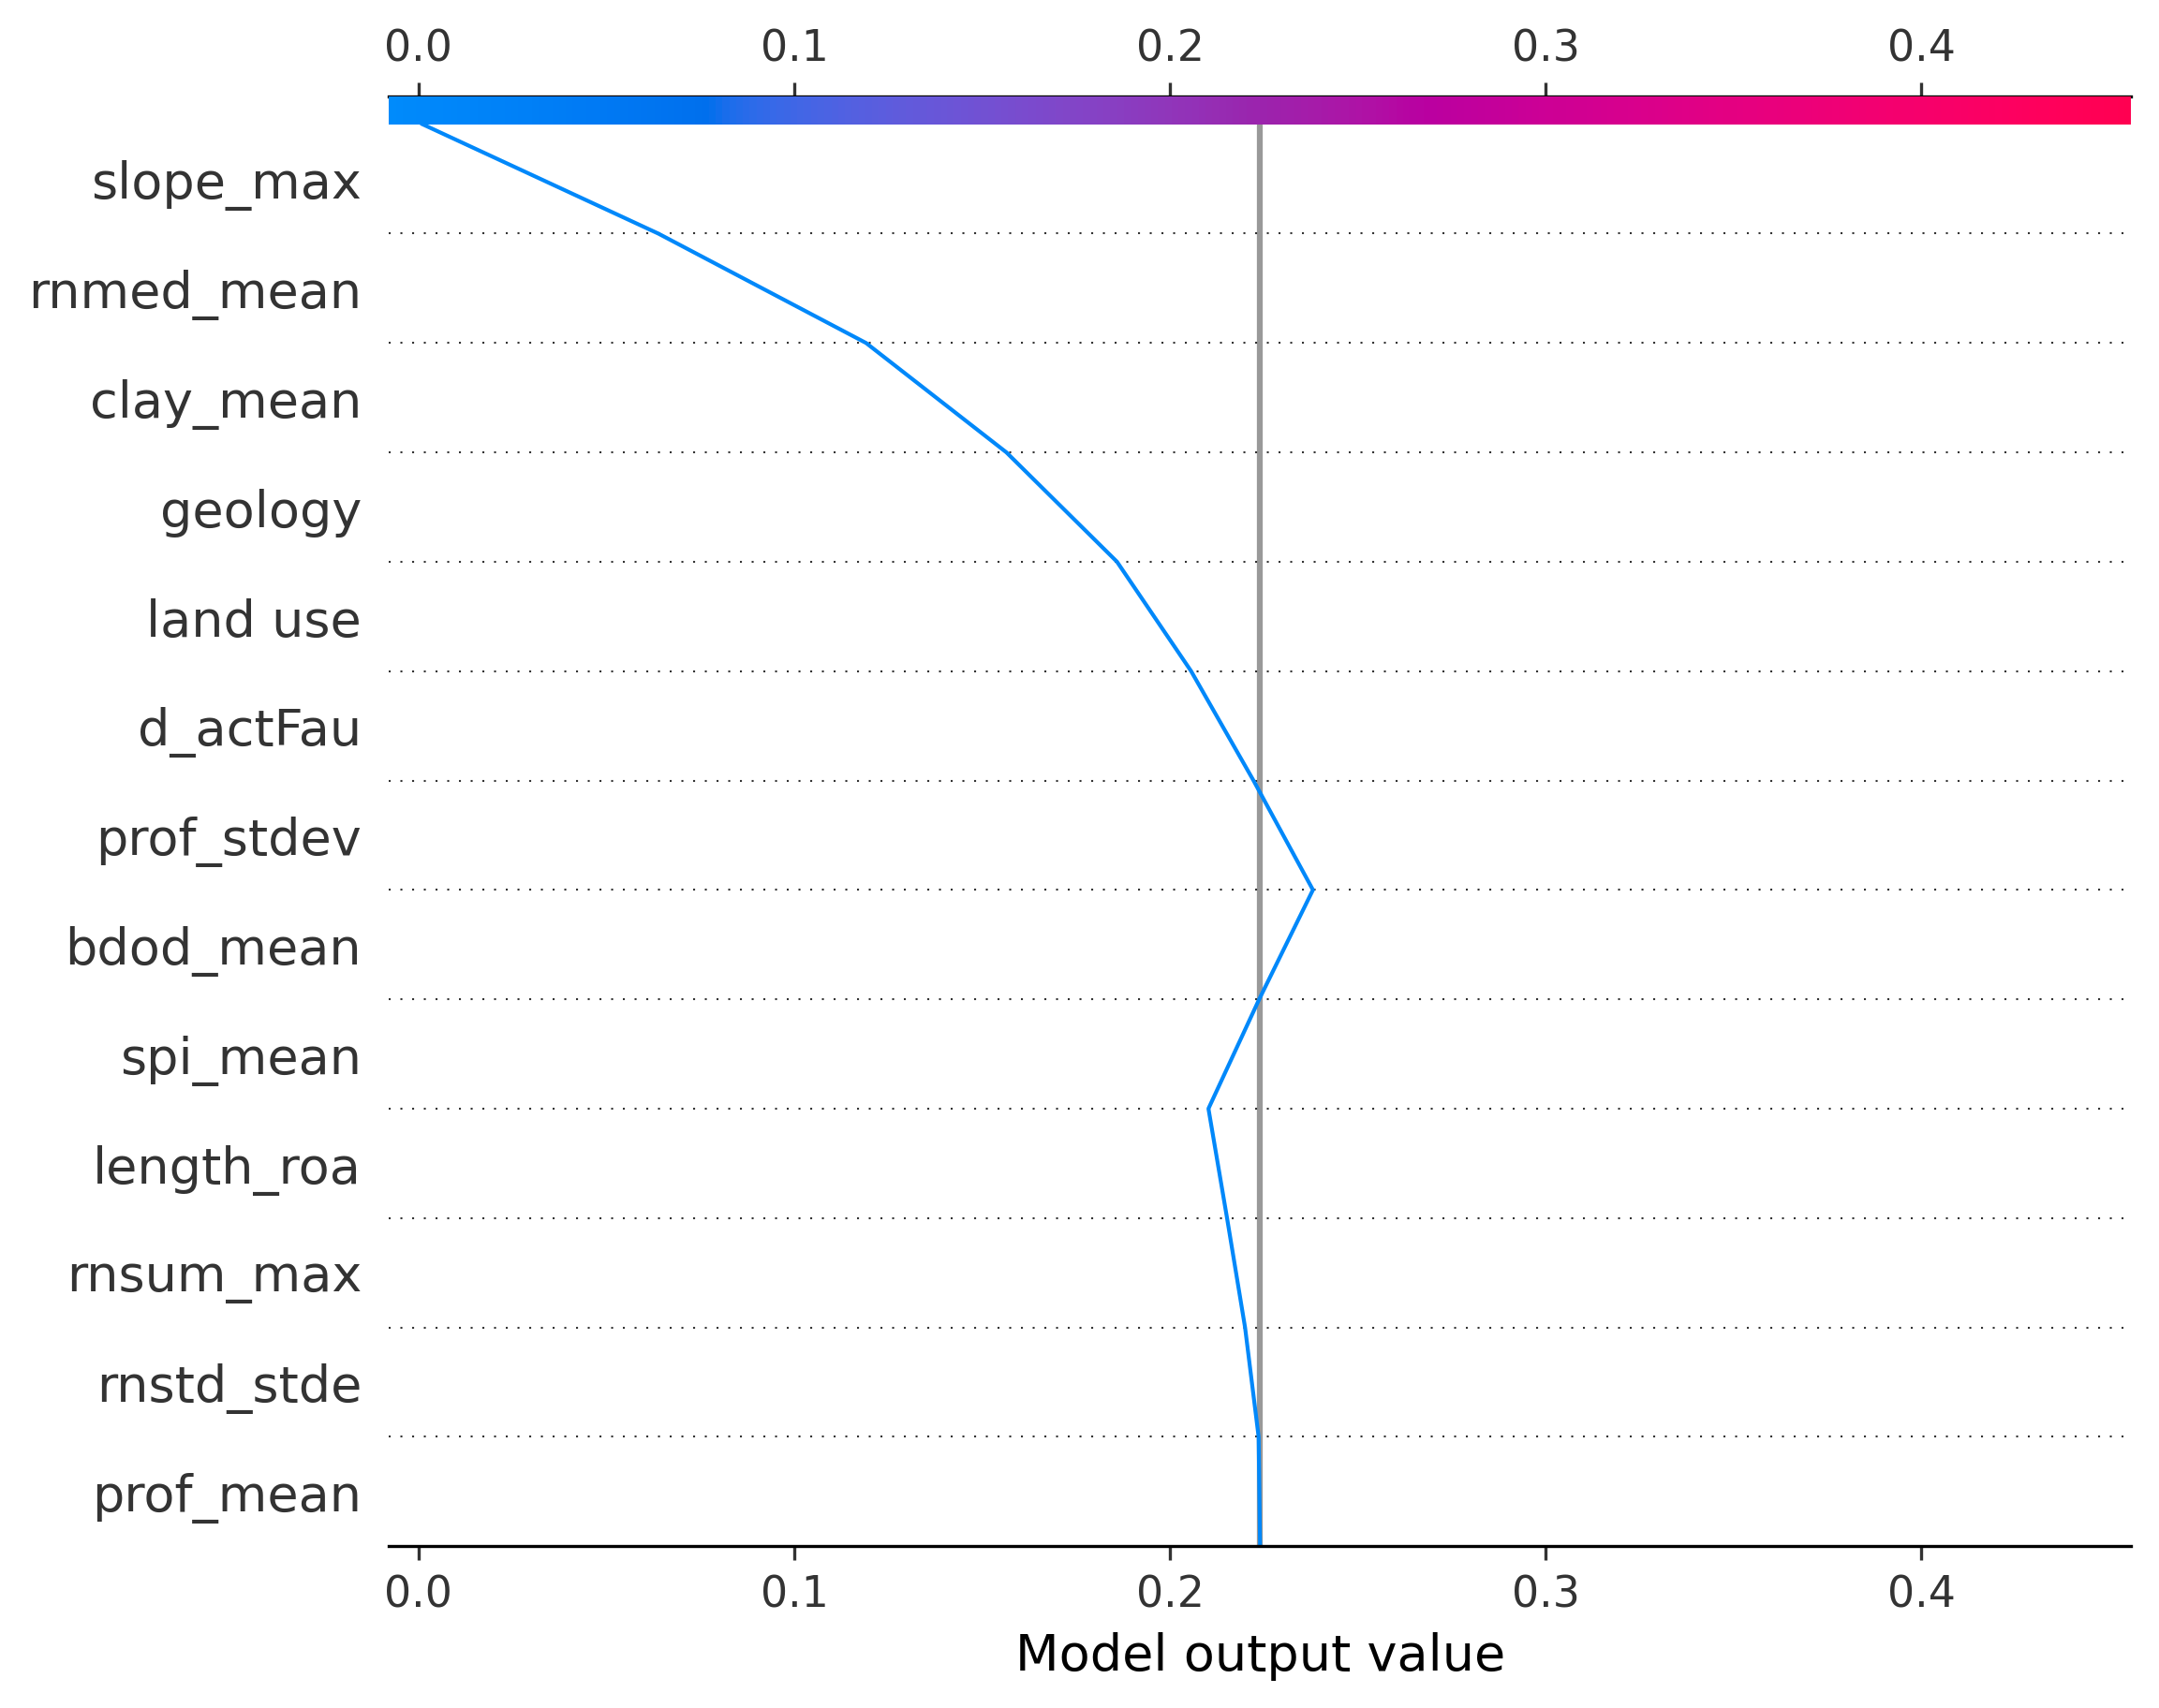 0.0 0.1 0.2 0.3 0.4
slope_max
rnmed_mean
clay_mean
geology
land use
d_actFau
prof_stdev
bdod_mean
spi_mean
length_roa
rnsum_max
rnstd_stde
prof_mean
0.0 0.1 0.2 0.3 0.4
Model output value